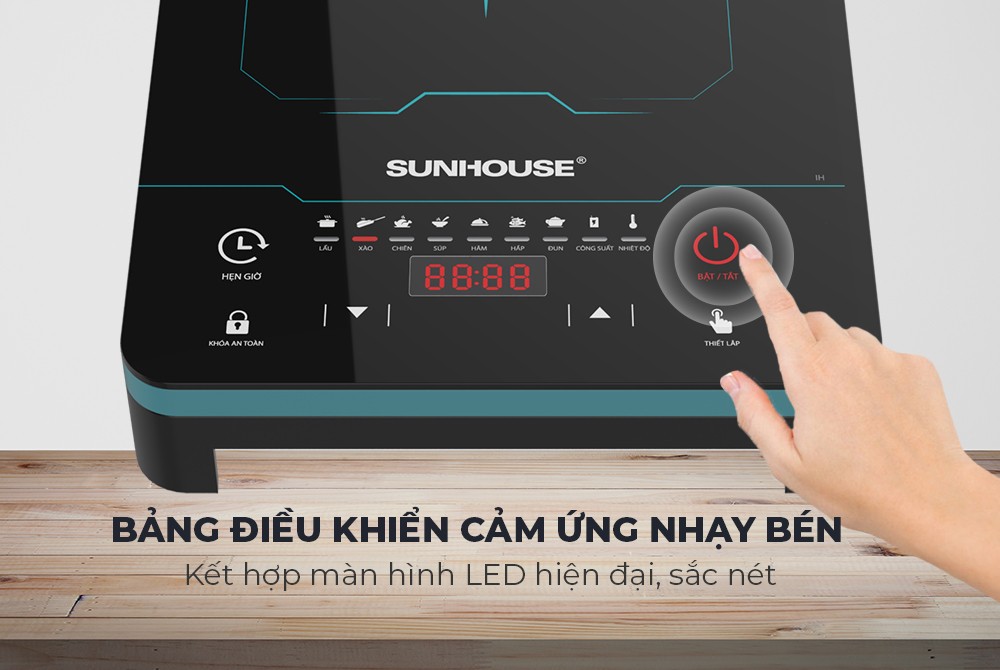 SUNHOUSE®
IH
HẸN GIỜ
LẨU XÀO CHIÊN SÚP HẦM HẤP ĐUN CÔNG SUẤT NHIỆT ĐỘ
88:88
BẬT / TẮT
KHÓA AN TOÀN
THIẾT LẬP
BẢNG ĐIỀU KHIỂN CẢM ỨNG NHẠY BÉN
Kết hợp màn hình LED hiện đại, sắc nét